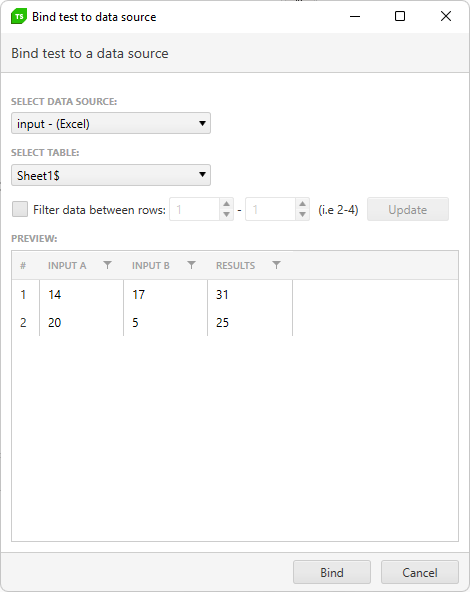 TS Bind test to data source
Bind test to a data source
SELECT DATA SOURCE:
input - (Excel)
SELECT TABLE:
Sheet1$
Filter data between rows: 1 - 1 (i.e 2-4) Update
PREVIEW:
# INPUT A INPUT B RESULTS
1 14 17 31
2 20 5 25
Bind Cancel